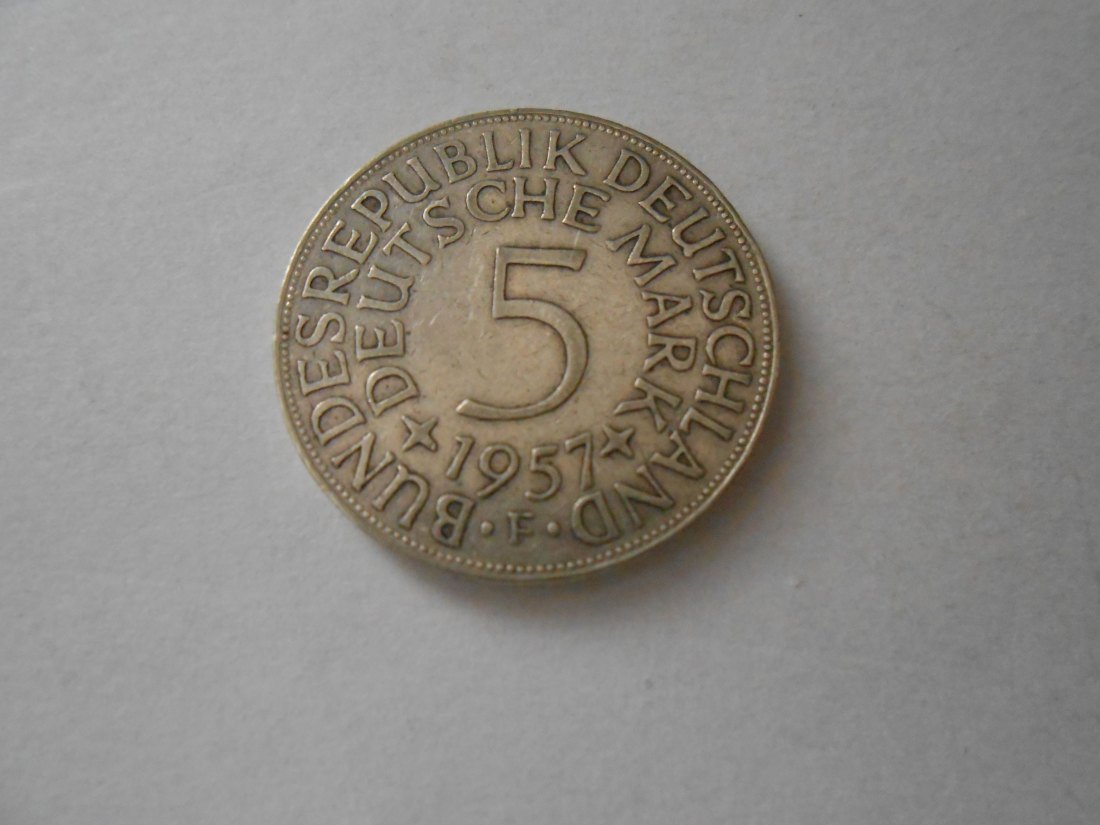 BUNDESREPUBLIK DEUTSCHLAND
DEUTSCHE MARK
5
1957
· F ·